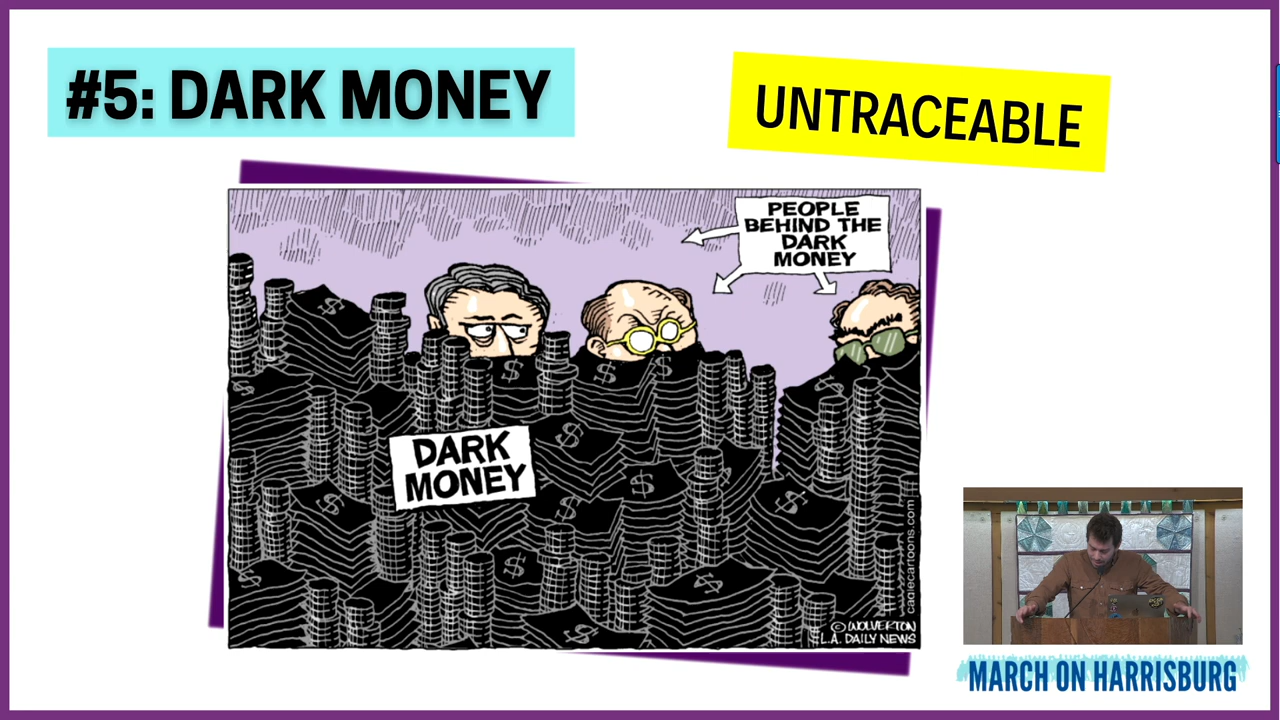 #5: DARK MONEY
UNTRACEABLE
PEOPLE
BEHIND THE
DARK
MONEY
$
$
$
$
$
$
$
$
$
$
$
$
$
$
DARK
MONEY
caglecartoons.com
© WOLVERTON
L.A. DAILY NEWS
MARCH ON HARRISBURG